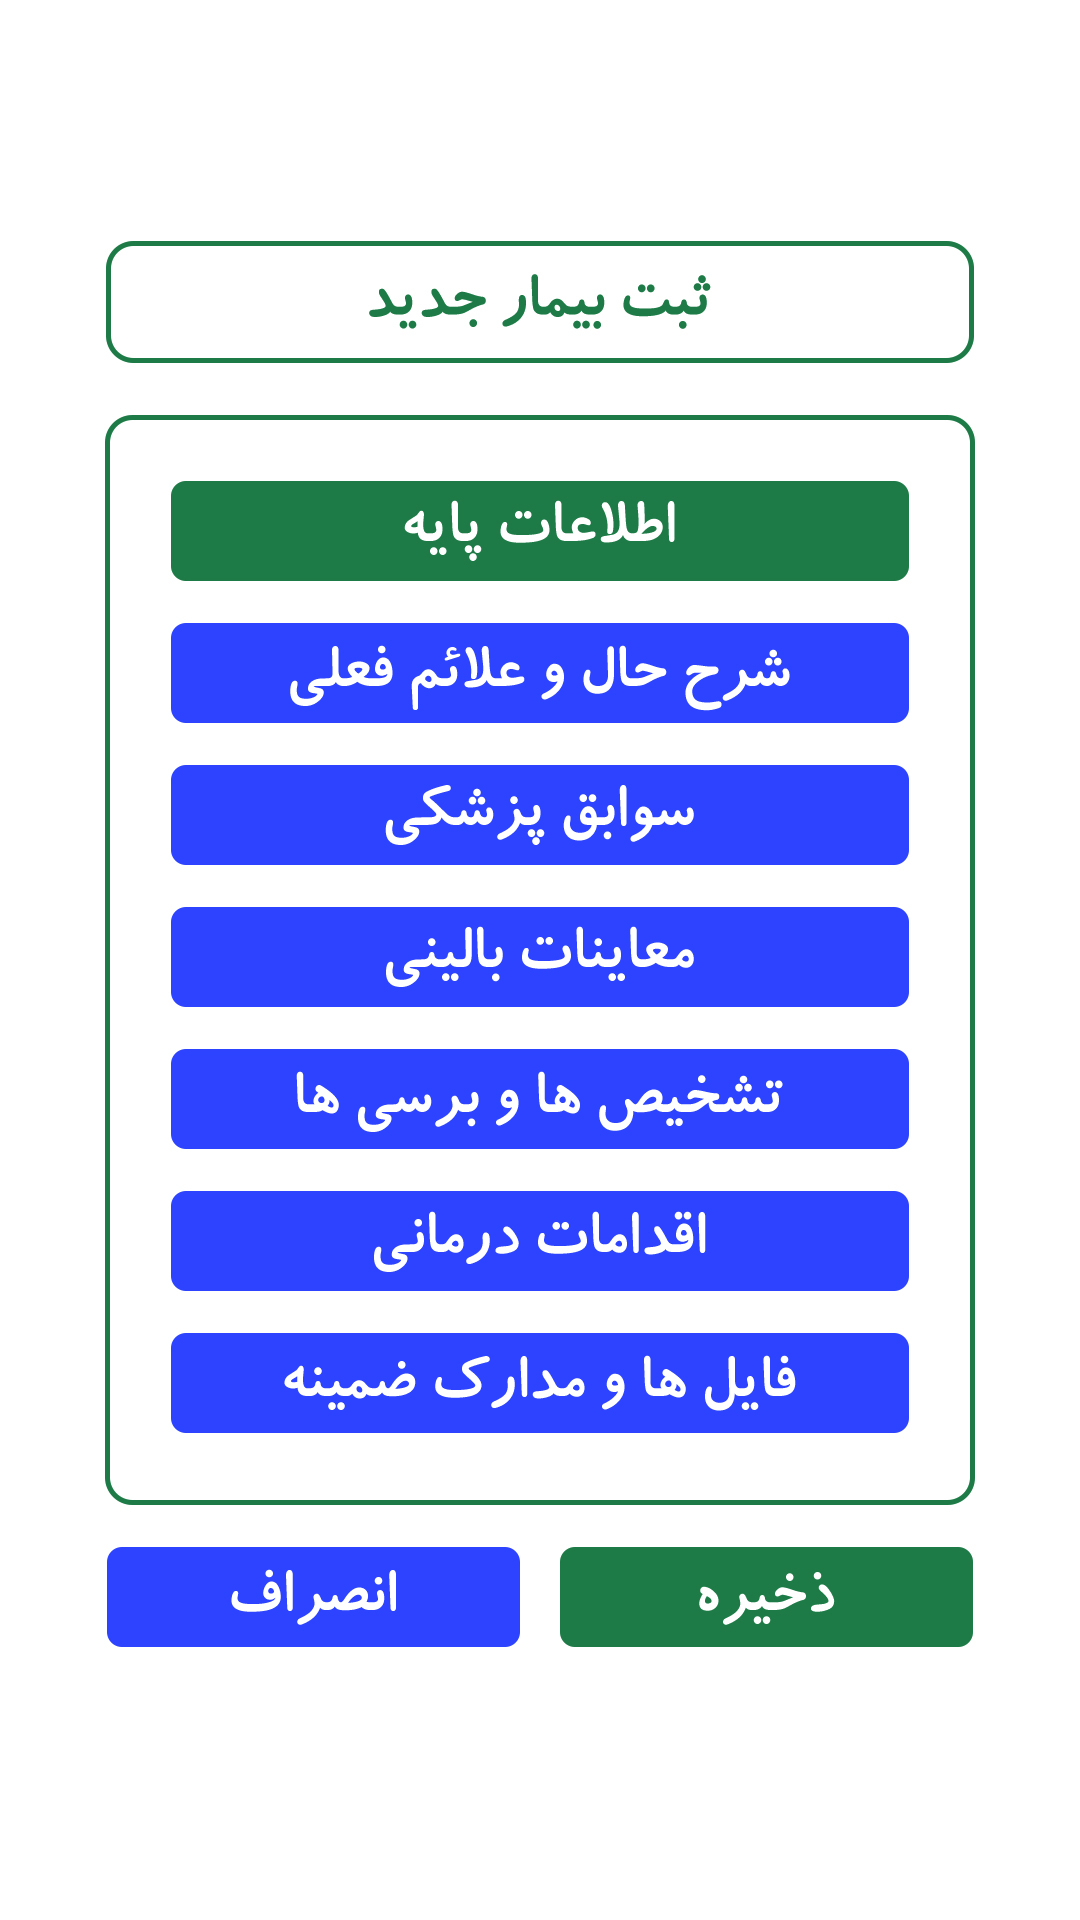 ثبت بیمار جدید
اطلاعات پایه
شرح حال و علائم فعلی
سوابق پزشکی
معاینات بالینی
تشخیص ها و برسی ها
اقدامات درمانی
فایل ها و مدارک ضمینه
ذخیره
انصراف